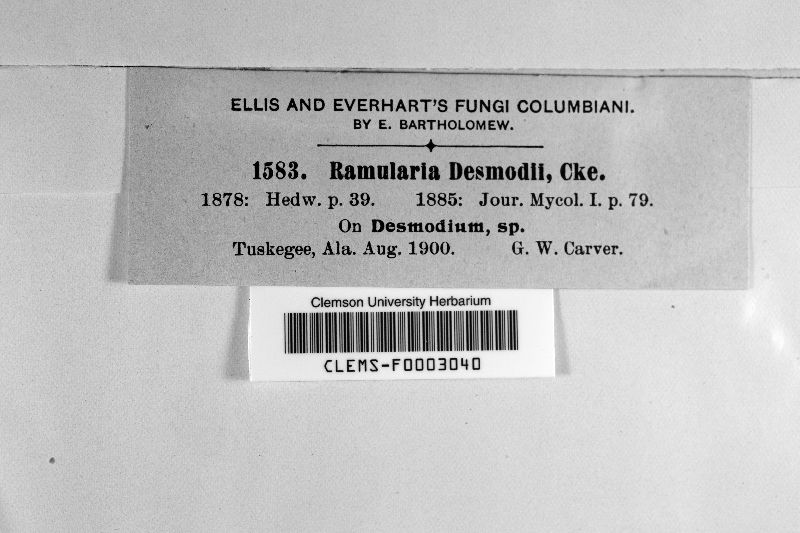 ELLIS AND EVERHART'S FUNGI COLUMBIANI.
BY E. BARTHOLOMEW.
1583. Ramularia Desmodii, Cke.
1878: Hedw. p. 39. 1885: Jour. Mycol. I. p. 79.
On Desmodium, sp.
Tuskegee, Ala. Aug. 1900. G. W. Carver.
Clemson University Herbarium
CLEMS-F0003040